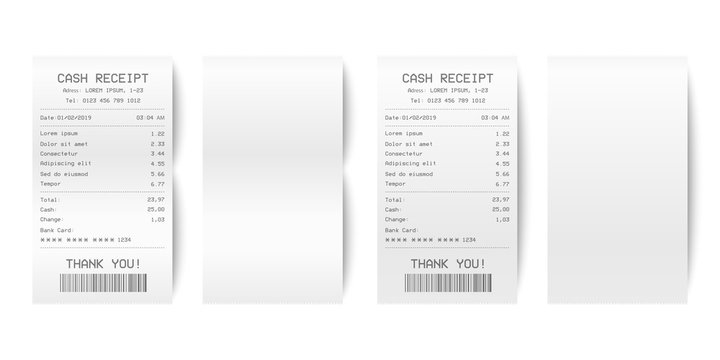 CASH RECEIPT
Adress: LOREM IPSUM, 1-23
Tel: 0123 456 789 1012
Date:01/02/2019 03:04 AM
Lorem ipsum 1.22
Dolor sit amet 2.33
Consectetur 3.44
Adipiscing elit 4.55
Sed do eiusmod 5.66
Tempor 6.77
Total: 23,97
Cash: 25,00
Change: 1,03
Bank Card:
**** **** **** 1234
THANK YOU!
CASH RECEIPT
Adress: LOREM IPSUM, 1-23
Tel: 0123 456 789 1012
Date:01/02/2019 03:04 AM
Lorem ipsum 1.22
Dolor sit amet 2.33
Consectetur 3.44
Adipiscing elit 4.55
Sed do eiusmod 5.66
Tempor 6.77
Total: 23,97
Cash: 25,00
Change: 1,03
Bank Card:
**** **** **** 1234
THANK YOU!